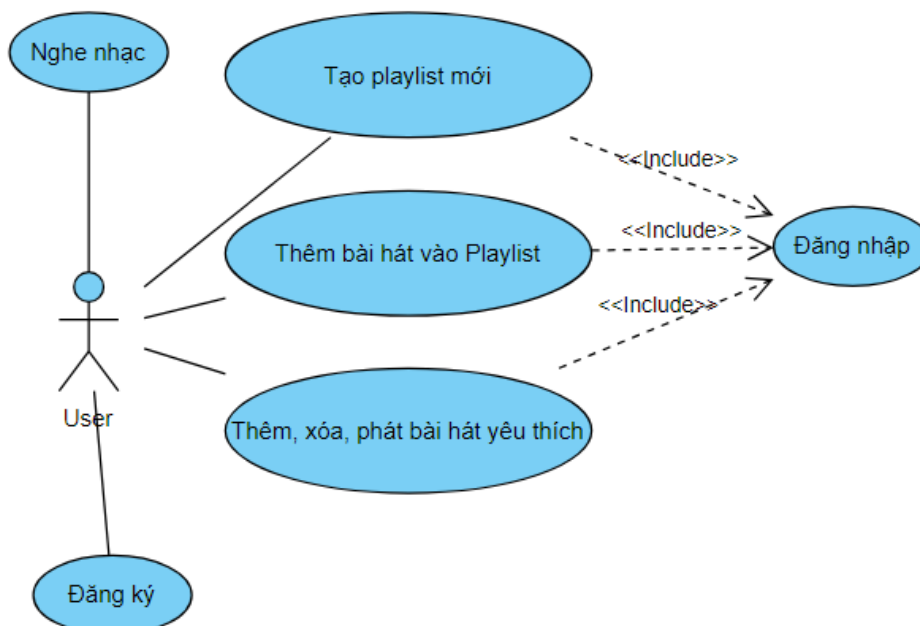 Nghe nhạc
Tạo playlist mới
<<Include>>
Thêm bài hát vào Playlist
<<Include>>
Đăng nhập
<<Include>>
User
Thêm, xóa, phát bài hát yêu thích
Đăng ký